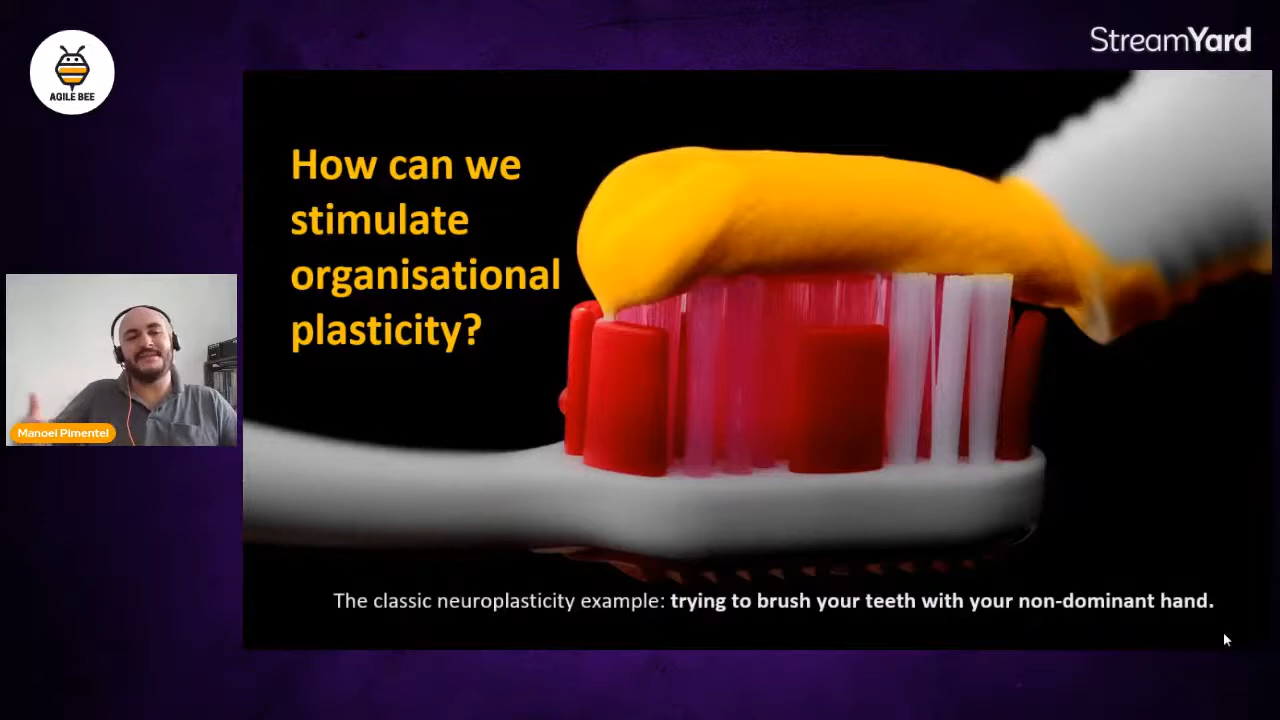 AGILE BEE
StreamYard
How can we
stimulate
organisational
plasticity?
Manoel Pimentel
The classic neuroplasticity example: trying to brush your teeth with your non-dominant hand.